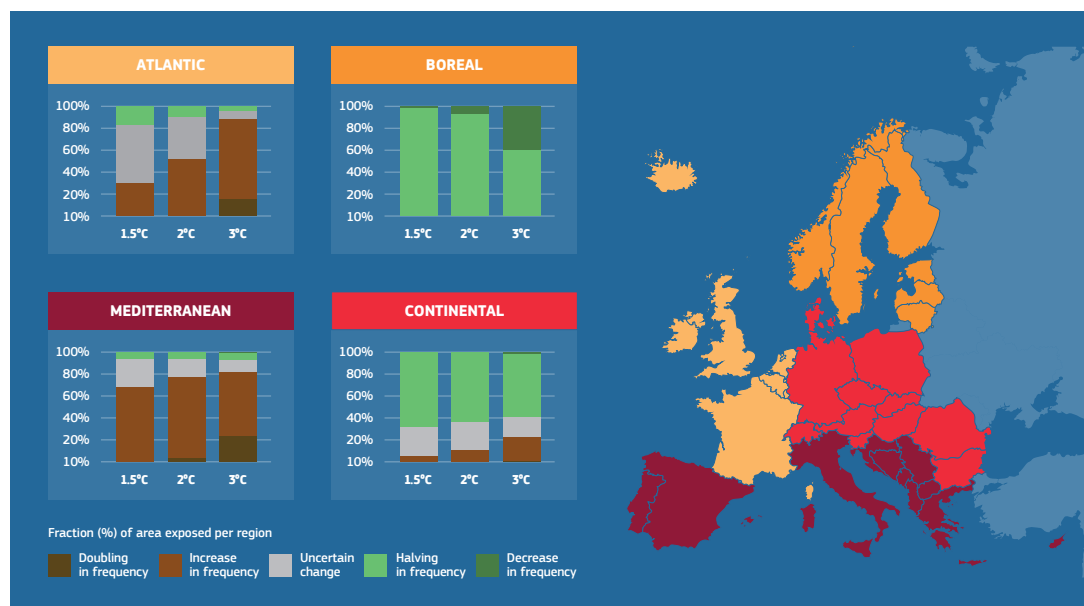 ATLANTIC
100%
80%
60%
40%
20%
10%
1.5°C 2°C 3°C
BOREAL
100%
80%
60%
40%
20%
10%
1.5°C 2°C 3°C
MEDITERRANEAN
100%
80%
60%
40%
20%
10%
1.5°C 2°C 3°C
CONTINENTAL
100%
80%
60%
40%
20%
10%
1.5°C 2°C 3°C
Fraction (%) of area exposed per region
Doubling
in frequency
Increase
in frequency
Uncertain
change
Halving
in frequency
Decrease
in frequency